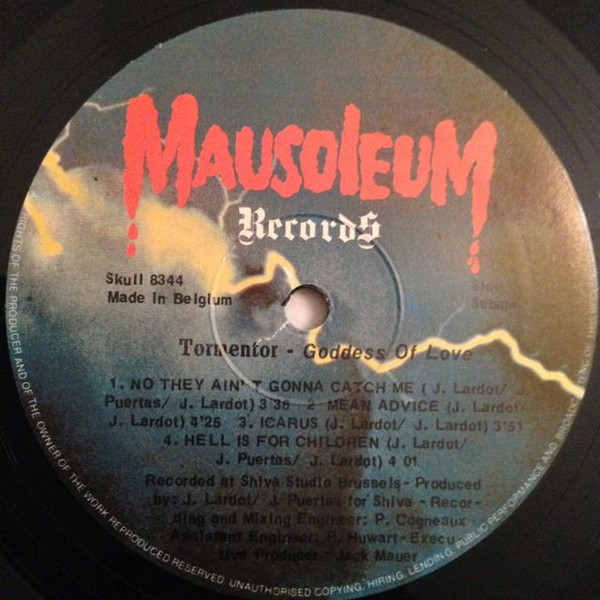 MAUSOLEUM
Records
Skull 8344
Made in Belgium
Tormentor - Goddess Of Love
1. NO THEY AIN'T GONNA CATCH ME ( J. Lardot/ J.
Puertas/ J. Lardot) 3'36 - 2 MEAN ADVICE (J. Lardot/
J. Lardot) 4'25 3. ICARUS (J. Lardot/ J. Lardot) 3'51
4. HELL IS FOR CHILDREN (J. Lardot/
J. Puertas/ J. Lardot) 4 01
Recorded at Shiva Studio Brussels - Produced
by: J. Lardot/ J Puertas for Shiva - Recor-
ding and Mixing Engineer: P. Cogneaux
Assistant Engineer: P. Huwart - Execu
tive Producer : Jack Mauer
RIGHTS OF THE PRODUCER AND OF THE OWNER OF THE WORK REPRODUCED RESERVED. UNAUTHORISED COPYING, HIRING, LENDING, PUBLIC PERFORMANCE AND BROADCASTING